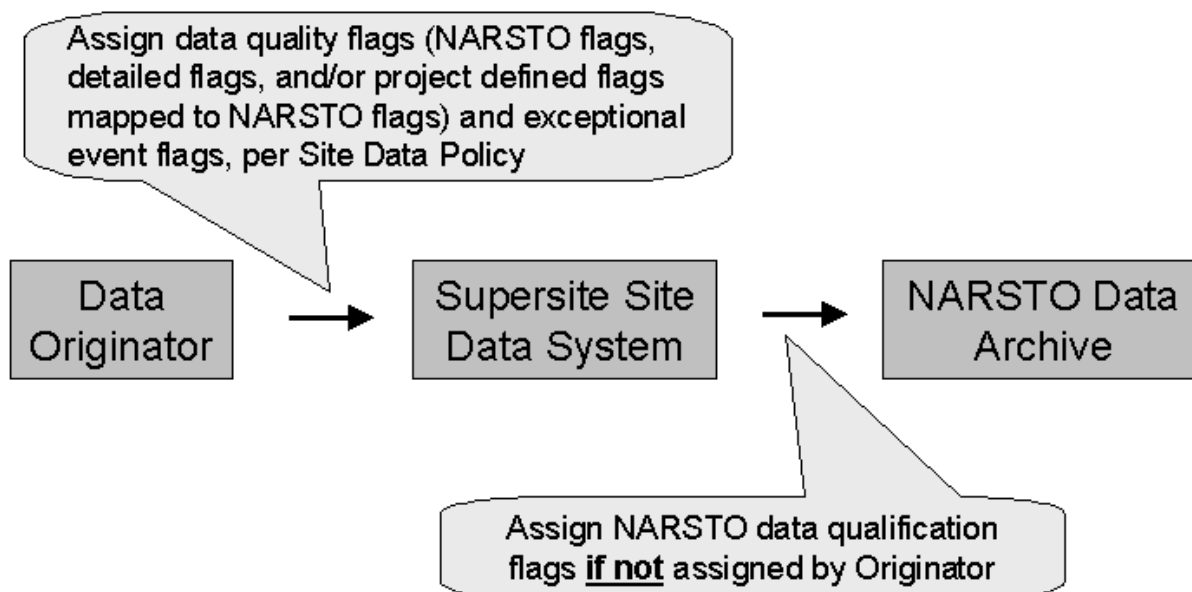 Assign data quality flags (NARSTO flags,
detailed flags, and/or project defined flags
mapped to NARSTO flags) and exceptional
event flags, per Site Data Policy
Data
Originator
Supersite Site
Data System
NARSTO Data
Archive
Assign NARSTO data qualification
flags if not assigned by Originator